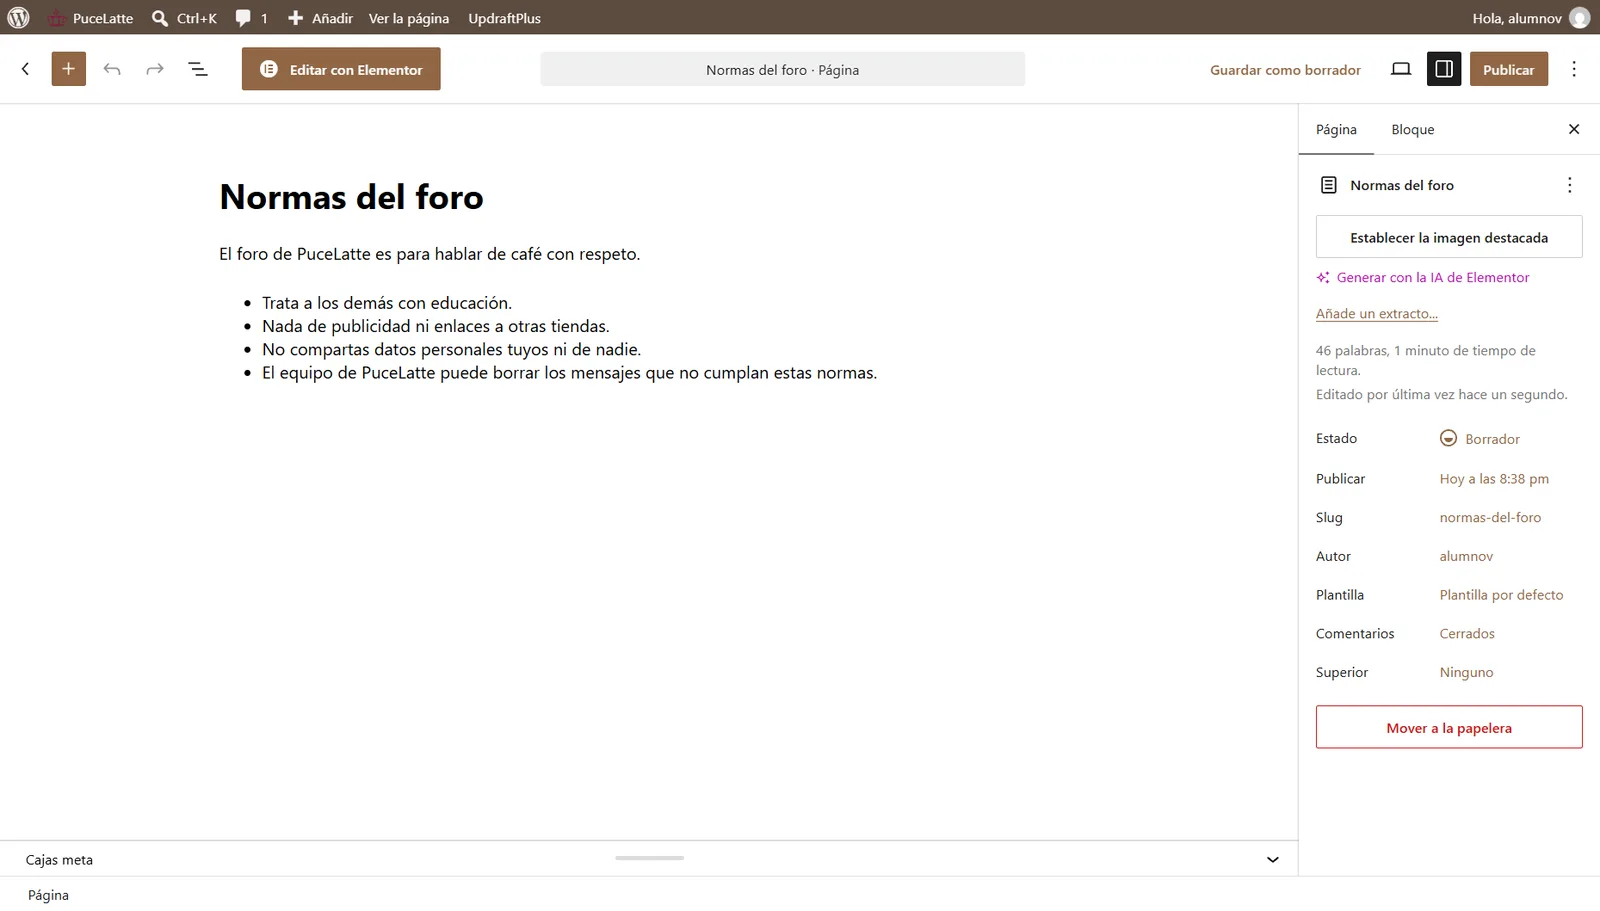 PuceLatte Ctrl+K 1 Añadir Ver la página UpdraftPlus Hola, alumnov
Editar con Elementor Normas del foro · Página Guardar como borrador Publicar
Página Bloque
Normas del foro
Normas del foro
Establecer la imagen destacada
El foro de PuceLatte es para hablar de café con respeto.
Generar con la IA de Elementor
Trata a los demás con educación.
Nada de publicidad ni enlaces a otras tiendas.
No compartas datos personales tuyos ni de nadie.
El equipo de PuceLatte puede borrar los mensajes que no cumplan estas normas.
Añade un extracto...
46 palabras, 1 minuto de tiempo de
lectura.
Editado por última vez hace un segundo.
Estado Borrador
Publicar Hoy a las 8:38 pm
Slug normas-del-foro
Autor alumnov
Plantilla Plantilla por defecto
Comentarios Cerrados
Superior Ninguno
Mover a la papelera
Cajas meta
Página